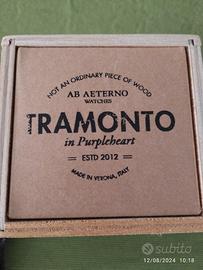 NOT AN ORDINARY PIECE OF WOOD
AB AETERNO
WATCHES
TRAMONTO
in Purpleheart
ESTD 2012
MADE IN VERONA, ITALY
subito
12/08/2024 10:18